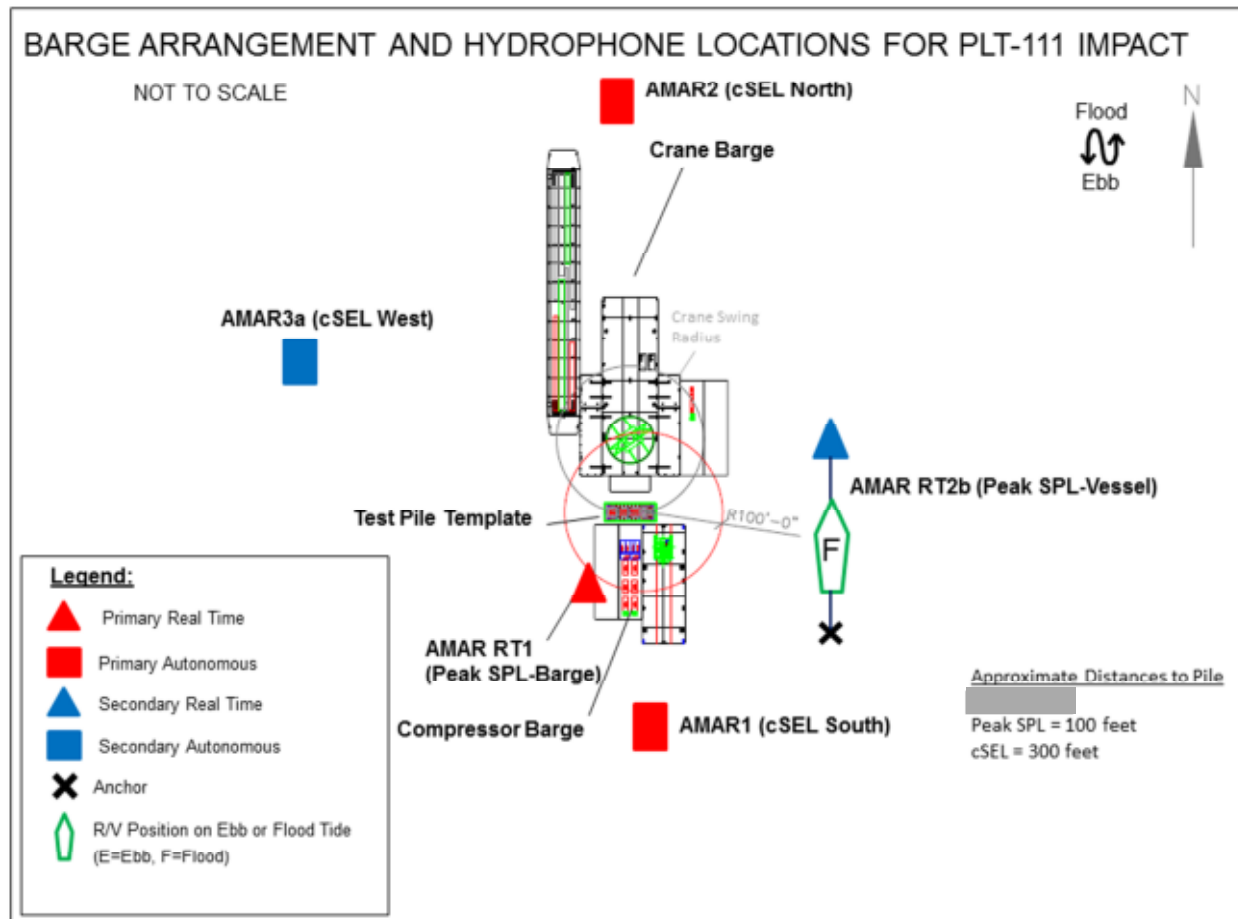 BARGE ARRANGEMENT AND HYDROPHONE LOCATIONS FOR PLT-111 IMPACT
NOT TO SCALE
AMAR2 (cSEL North)
Crane Barge
Flood
Ebb
N
AMAR3a (cSEL West)
Crane Swing
Radius
AMAR RT2b (Peak SPL-Vessel)
Test Pile Template
R100'-0"
F
AMAR RT1
(Peak SPL-Barge)
Compressor Barge
AMAR1 (cSEL South)
Approximate Distances to Pile
Peak SPL = 100 feet
cSEL = 300 feet
Legend:
Primary Real Time
Primary Autonomous
Secondary Real Time
Secondary Autonomous
Anchor
R/V Position on Ebb or Flood Tide
(E=Ebb, F=Flood)